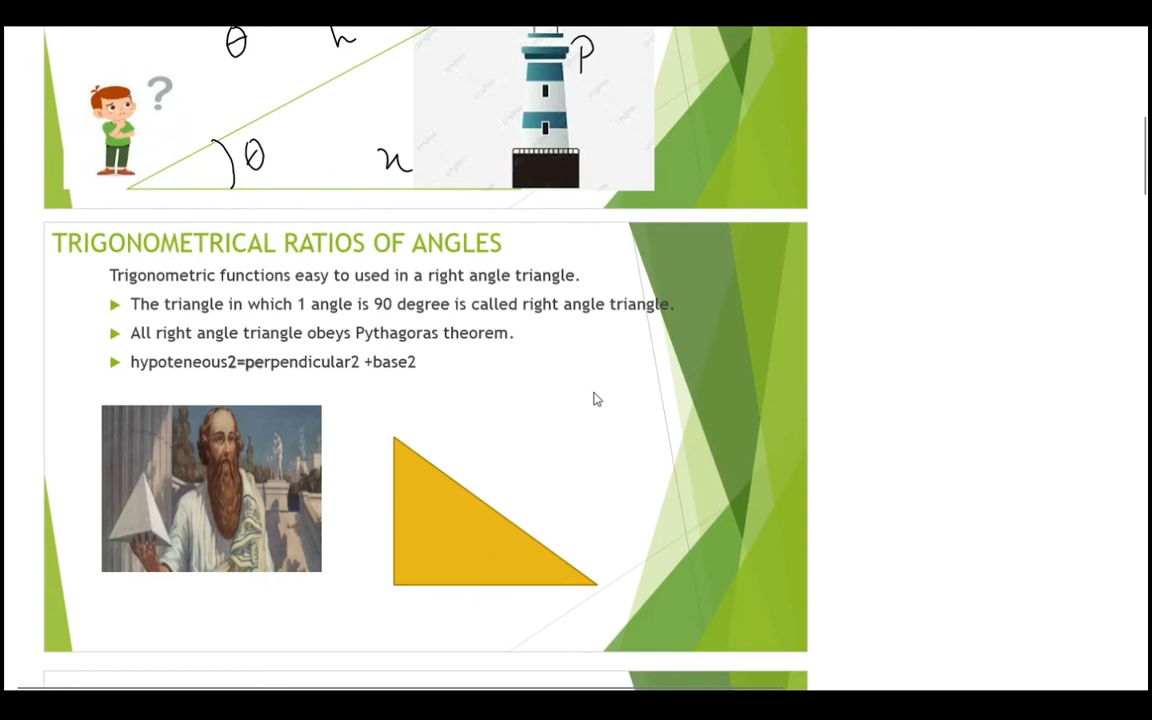 θ h
P
?
θ x
TRIGONOMETRICAL RATIOS OF ANGLES
Trigonometric functions easy to used in a right angle triangle.
The triangle in which 1 angle is 90 degree is called right angle triangle.
All right angle triangle obeys Pythagoras theorem.
hypoteneous2=perpendicular2 +base2